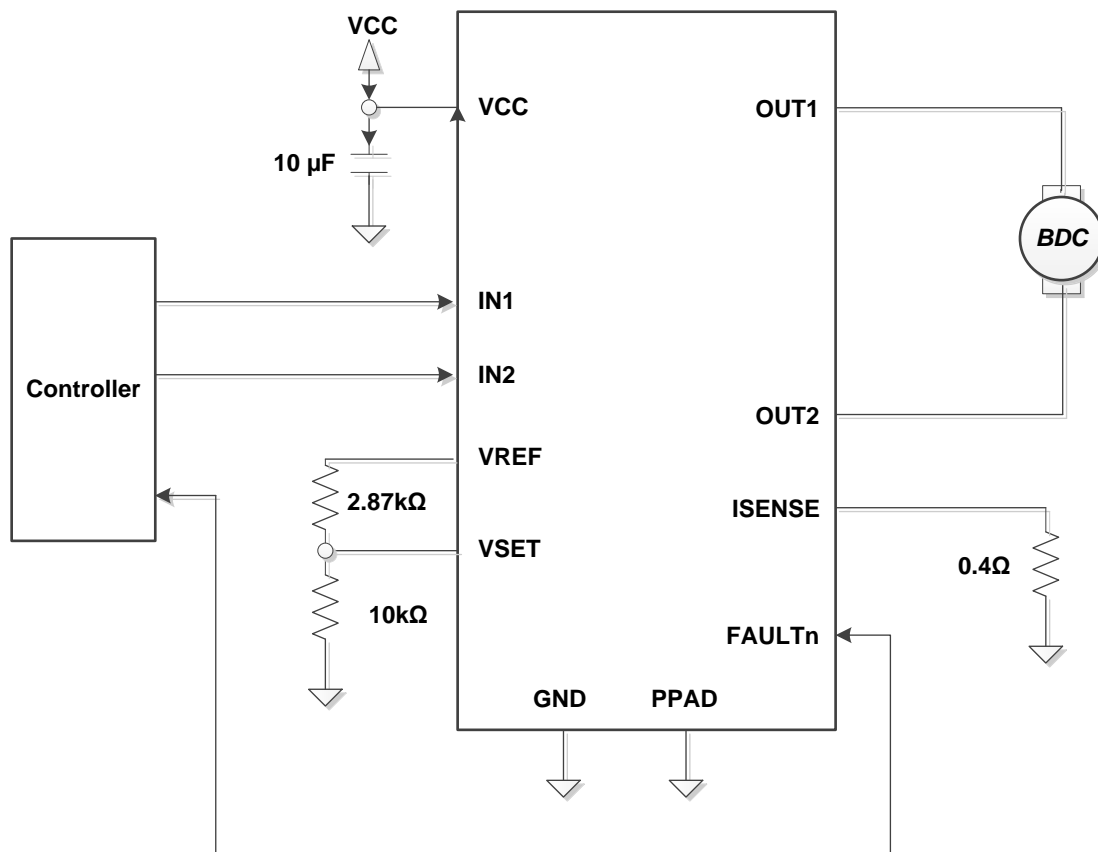 VCC
VCC
OUT1
10 µF
BDC
IN1
IN2
Controller
OUT2
VREF
2.87kΩ
ISENSE
VSET
0.4Ω
10kΩ
FAULTn
GND
PPAD